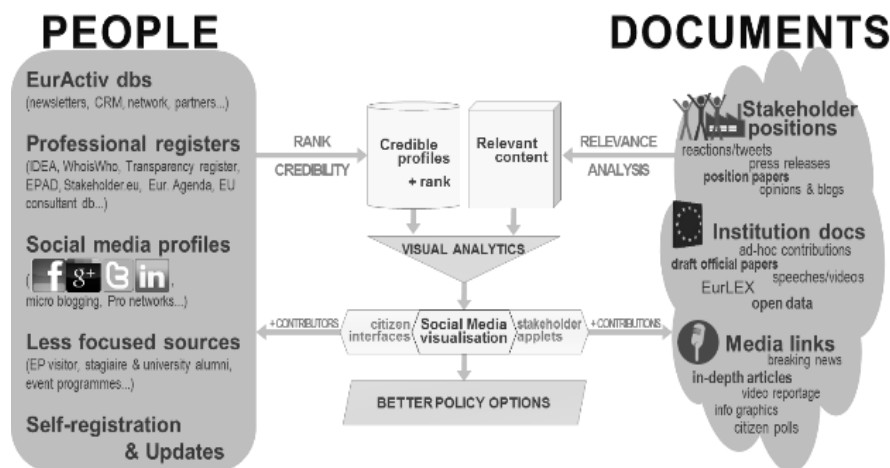 PEOPLE
EurActiv dbs
(newsletters, CRM, network, partners...)
Professional registers
(IDEA, WhoisWho, Transparency register,
EPAD, Stakeholder.eu, Eur. Agenda, EU
consultant db...)
Social media profiles
( f g+ t in ,
micro blogging, Pro networks...)
Less focused sources
(EP visitor, stagiaire & university alumni,
event programmes...)
Self-registration
& Updates
RANK
CREDIBILITY
Credible
profiles
+ rank
Relevant
content
RELEVANCE
ANALYSIS
VISUAL ANALYTICS
+ CONTRIBUTORS
citizen
interfaces
Social Media
visualisation
stakeholder
applets
+ CONTRIBUTIONS
BETTER POLICY OPTIONS
DOCUMENTS
Stakeholder
positions
reactions/tweets
press releases
position papers
opinions & blogs
Institution docs
ad-hoc contributions
draft official papers
speeches/videos
EurLEX
open data
Media links
breaking news
in-depth articles
video reportage
info graphics
citizen polls